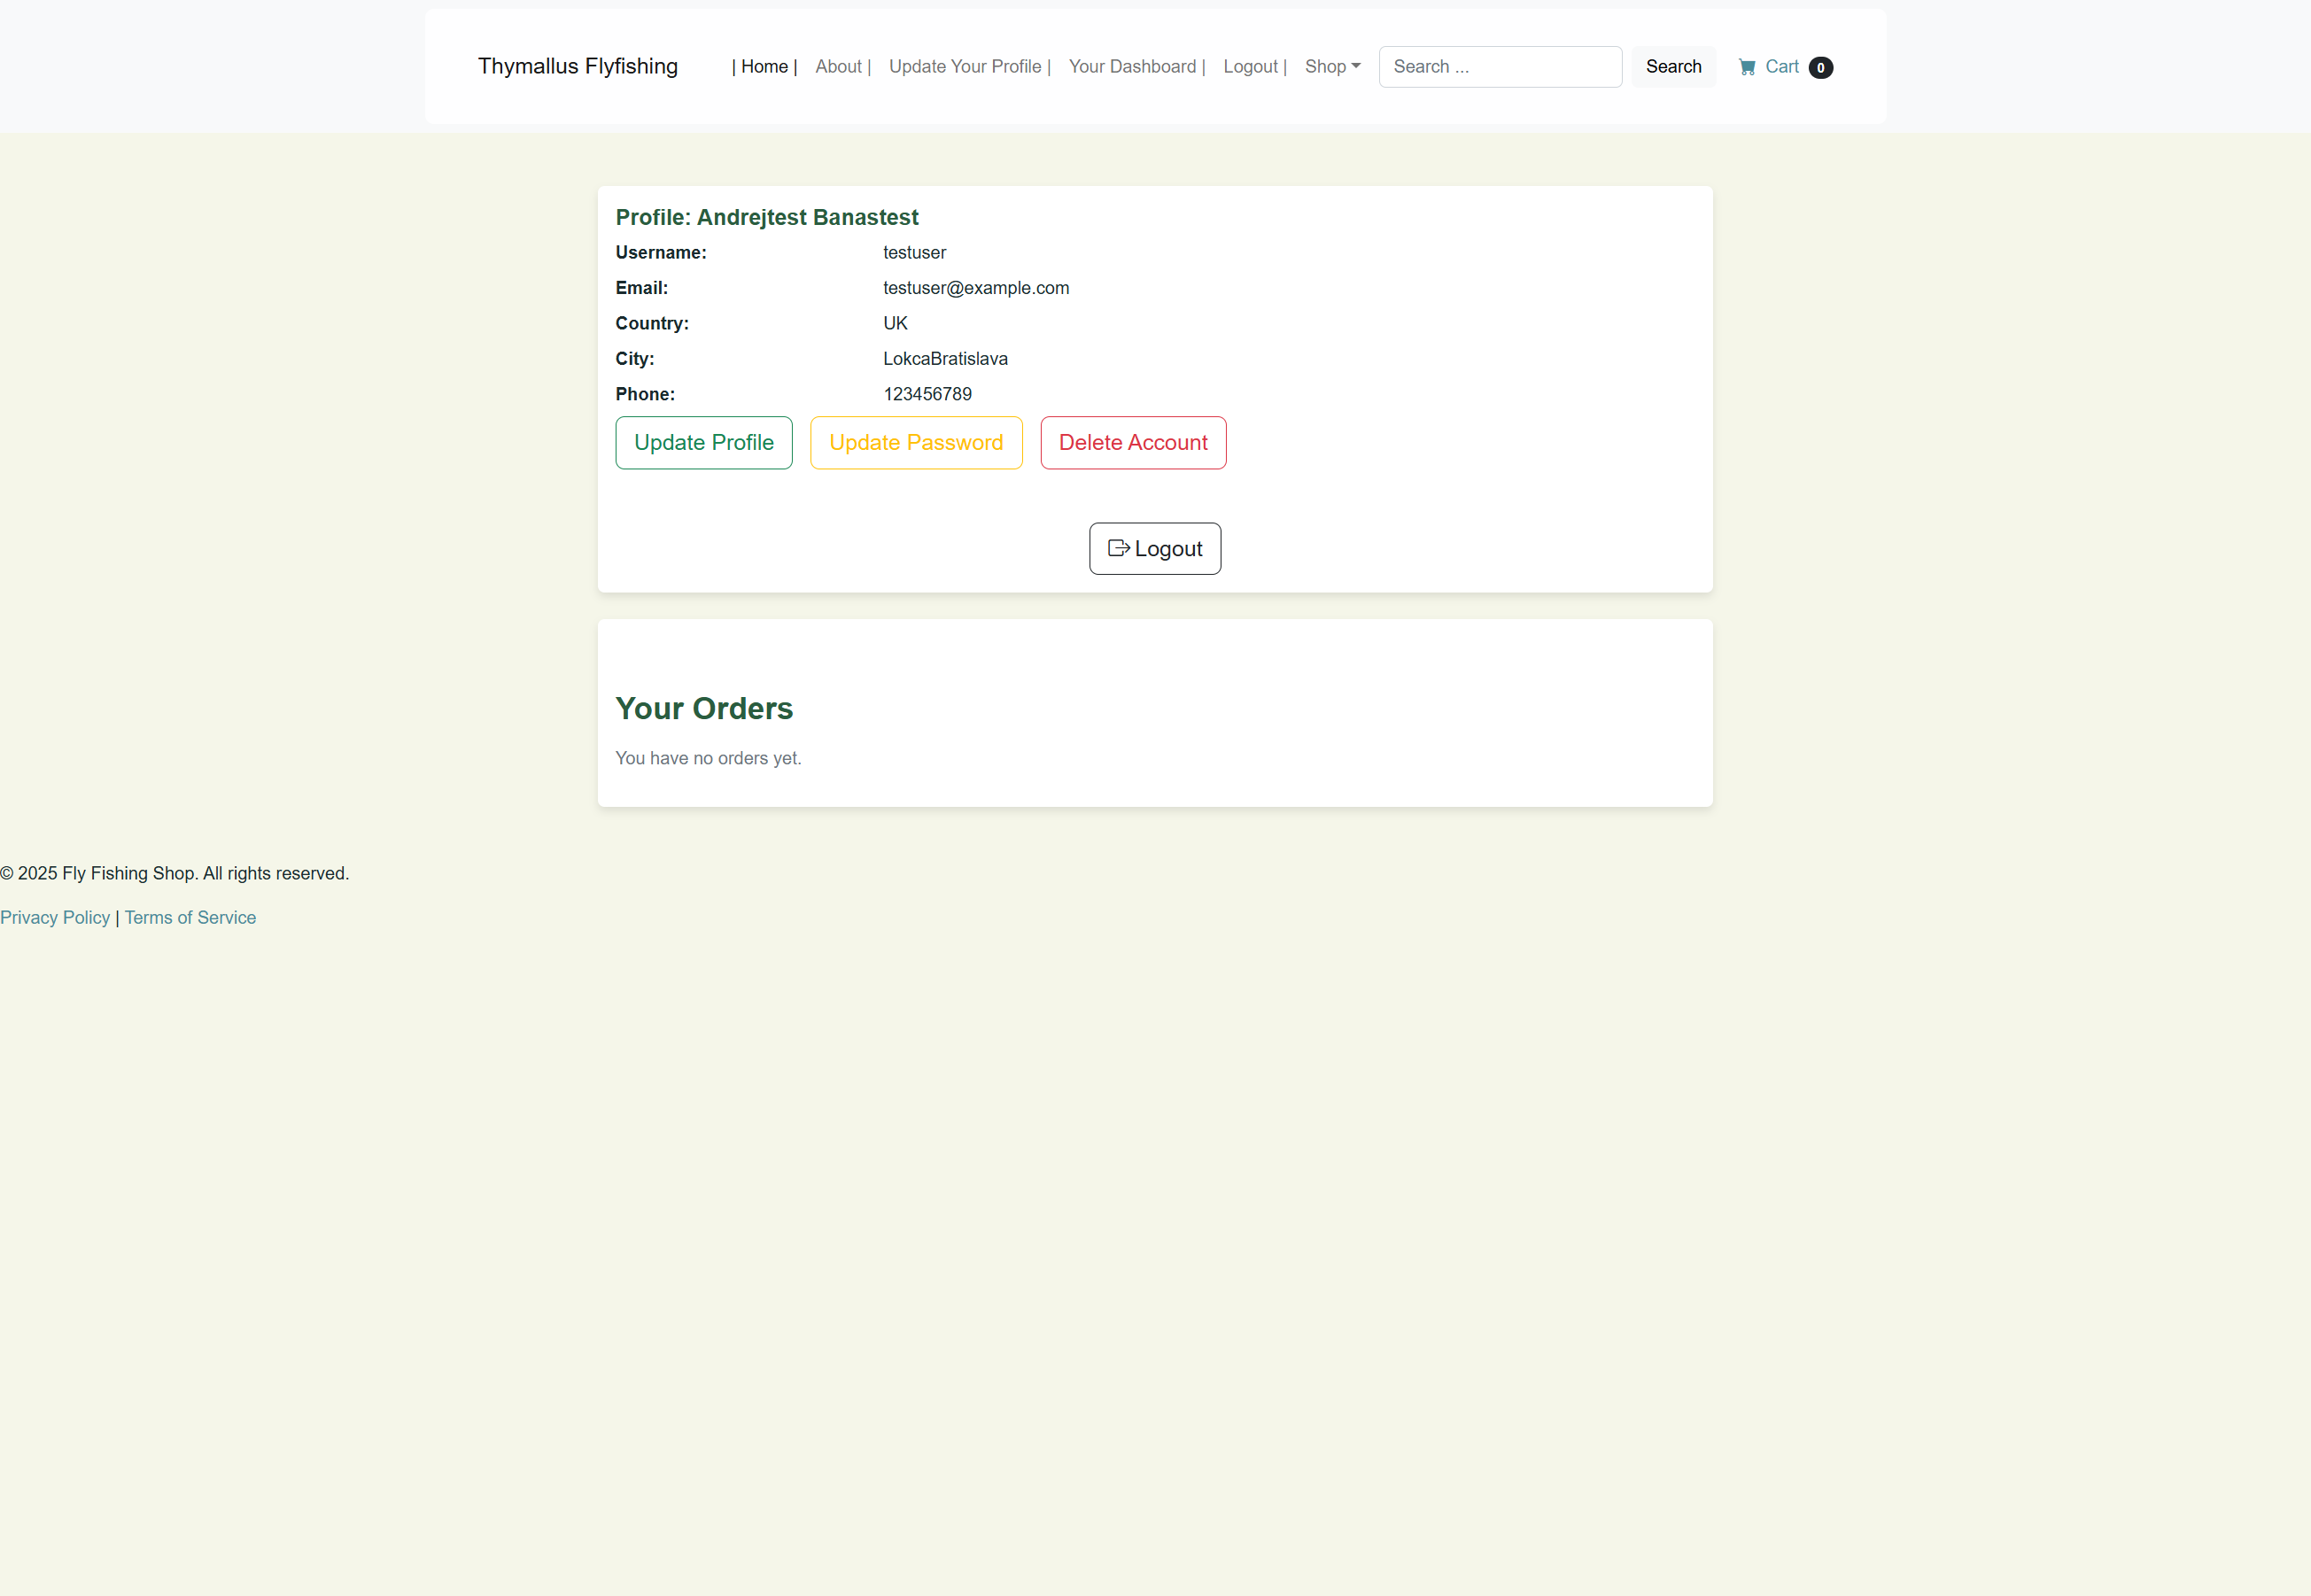 Thymallus Flyfishing | Home | About | Update Your Profile | Your Dashboard | Logout | Shop Search ... Search Cart 0
Profile: Andrejtest Banastest
Username: testuser
Email: testuser@example.com
Country: UK
City: LokcaBratislava
Phone: 123456789
Update Profile Update Password Delete Account
Logout
Your Orders
You have no orders yet.
© 2025 Fly Fishing Shop. All rights reserved.
Privacy Policy | Terms of Service